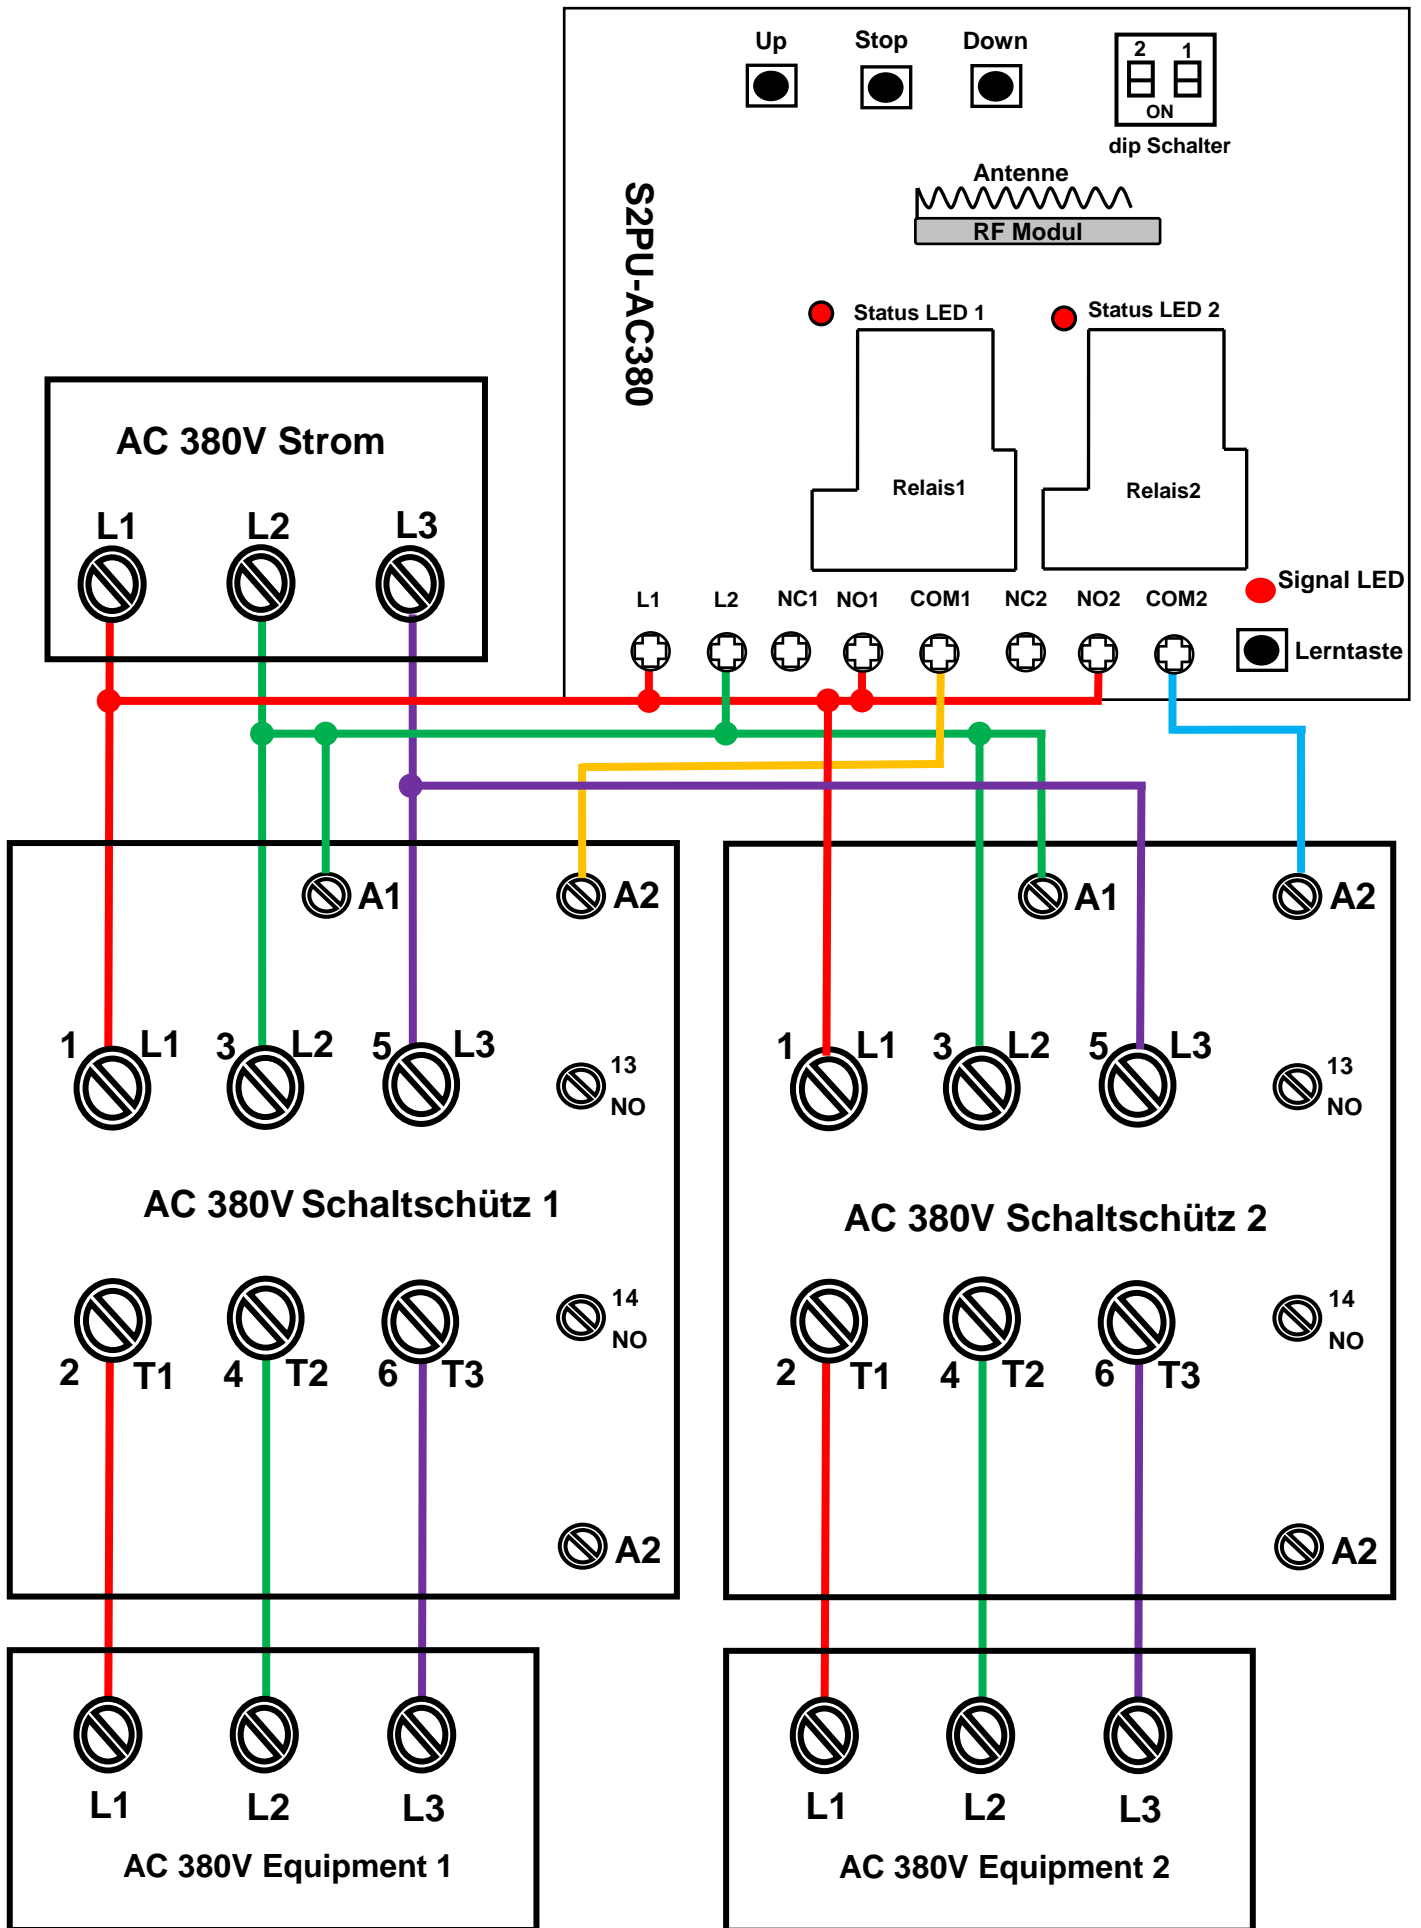 Up Stop Down
2 1
ON
dip Schalter
Antenne
RF Modul
S2PU-AC380
Status LED 1 Status LED 2
Relais1 Relais2
AC 380V Strom
L1 L2 L3
Signal LED
L1 L2 NC1 NO1 COM1 NC2 NO2 COM2
Lerntaste
A1 A2 A1 A2
1 L1 3 L2 5 L3 13 NO
1 L1 3 L2 5 L3 13 NO
AC 380V Schaltschütz 1
AC 380V Schaltschütz 2
2 T1 4 T2 6 T3 14 NO
2 T1 4 T2 6 T3 14 NO
A2 A2
L1 L2 L3
AC 380V Equipment 1
L1 L2 L3
AC 380V Equipment 2